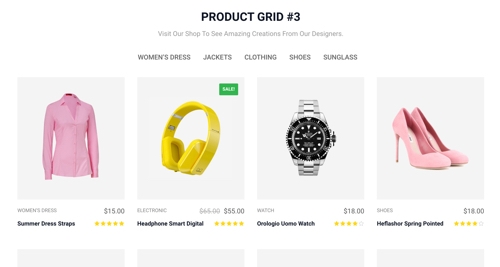 PRODUCT GRID #3
Visit Our Shop To See Amazing Creations From Our Designers.
WOMEN'S DRESS JACKETS CLOTHING SHOES SUNGLASS
SALE!
WOMEN'S DRESS $15.00 ELECTRONIC $65.00 $55.00 WATCH $18.00 SHOES $18.00
Summer Dress Straps Headphone Smart Digital Orologio Uomo Watch Heflashor Spring Pointed